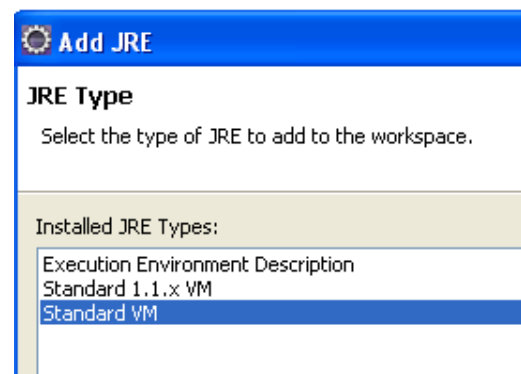 Add JRE
JRE Type
Select the type of JRE to add to the workspace.
Installed JRE Types:
Execution Environment Description
Standard 1.1.x VM
Standard VM